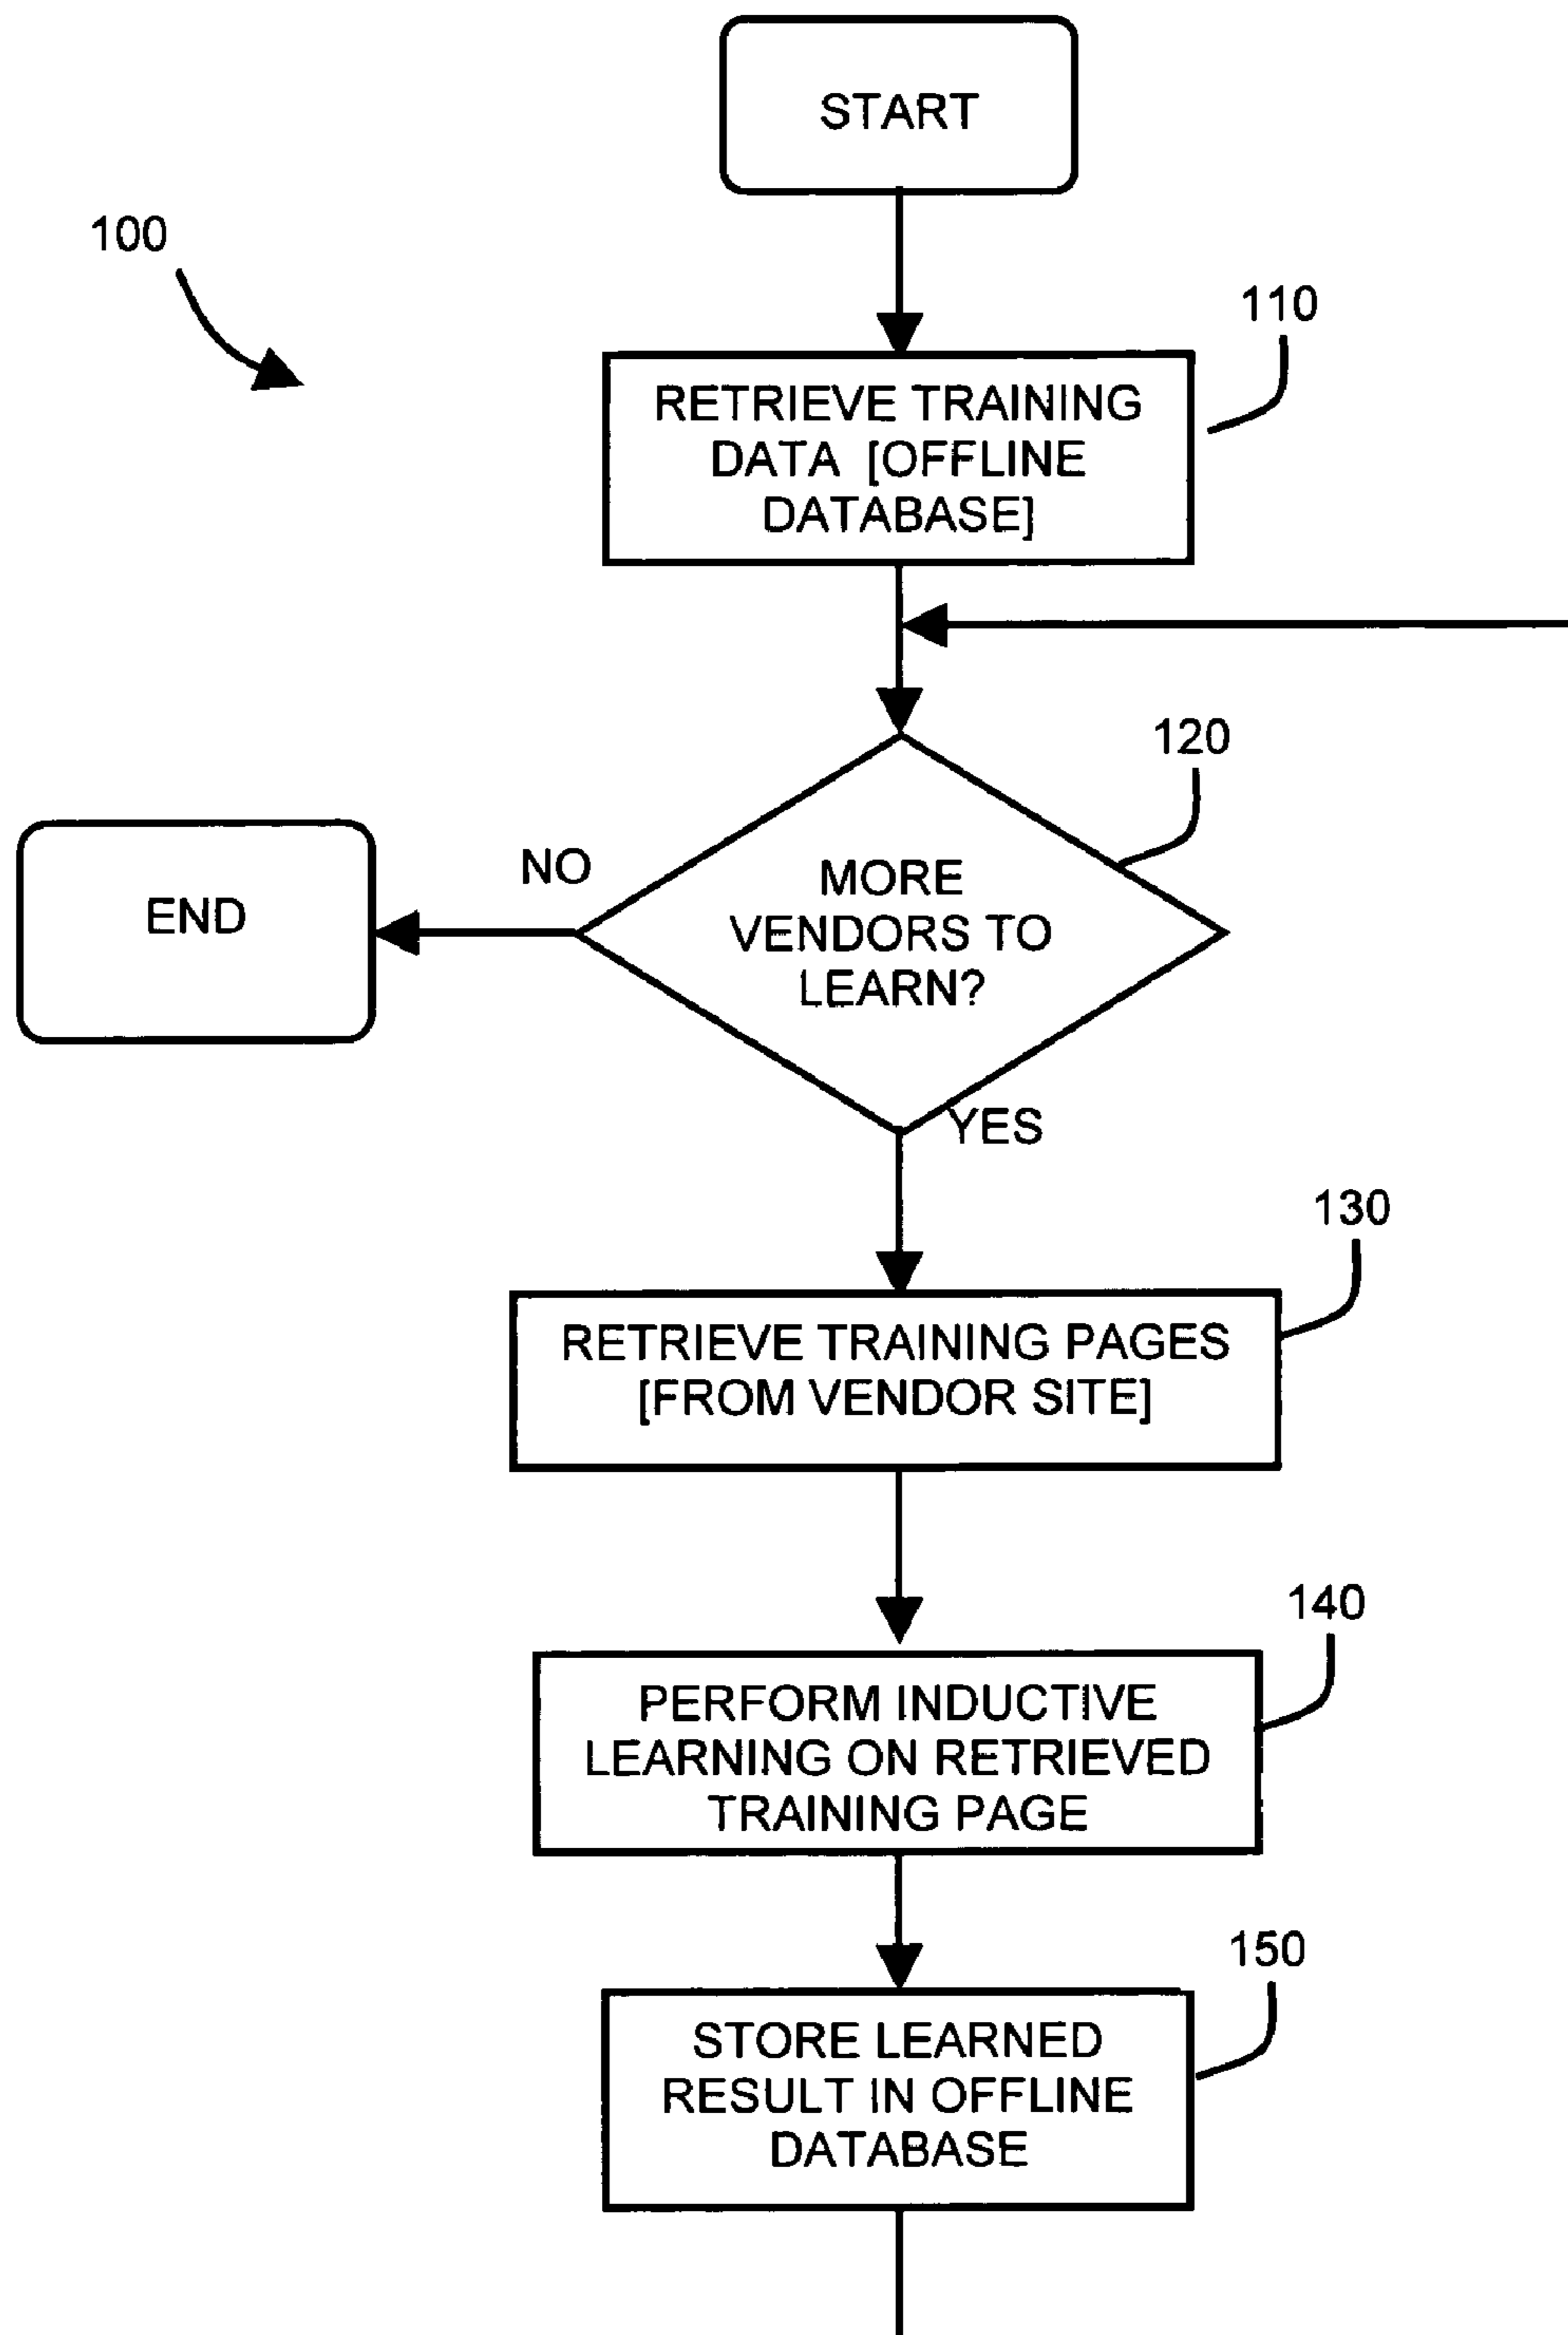 START
100
110
RETRIEVE TRAINING
DATA [OFFLINE
DATABASE]
120
NO
MORE
VENDORS TO
LEARN?
END
YES
130
RETRIEVE TRAINING PAGES
[FROM VENDOR SITE]
140
PERFORM INDUCTIVE
LEARNING ON RETRIEVED
TRAINING PAGE
150
STORE LEARNED
RESULT IN OFFLINE
DATABASE